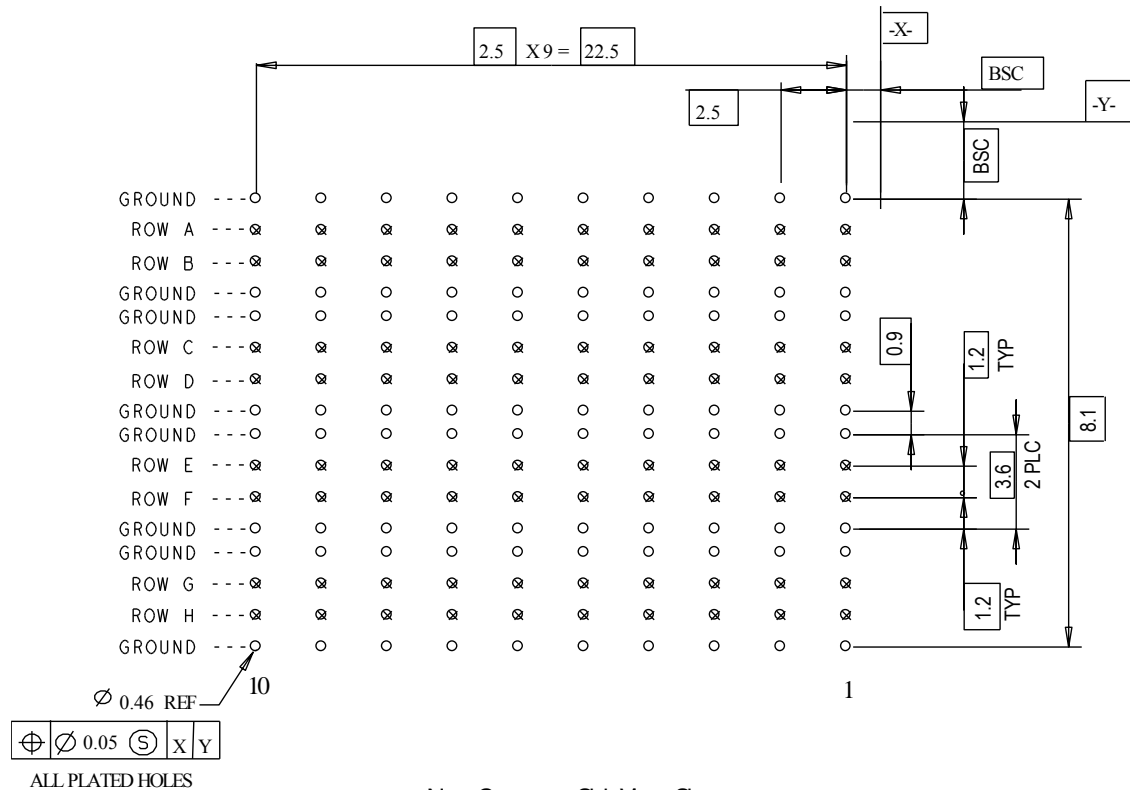 -X-
2.5 X 9 = 22.5
BSC
2.5
-Y-
BSC
GROUND ---
ROW A ---
ROW B ---
GROUND ---
GROUND ---
ROW C ---
ROW D ---
GROUND ---
GROUND ---
ROW E ---
ROW F ---
GROUND ---
GROUND ---
ROW G ---
ROW H ---
GROUND ---
0.9
1.2 TYP
8.1
3.6 2 PLC
1.2 TYP
10
1
Ø 0.46 REF
⌖ Ø 0.05 Ⓢ X Y
ALL PLATED HOLES